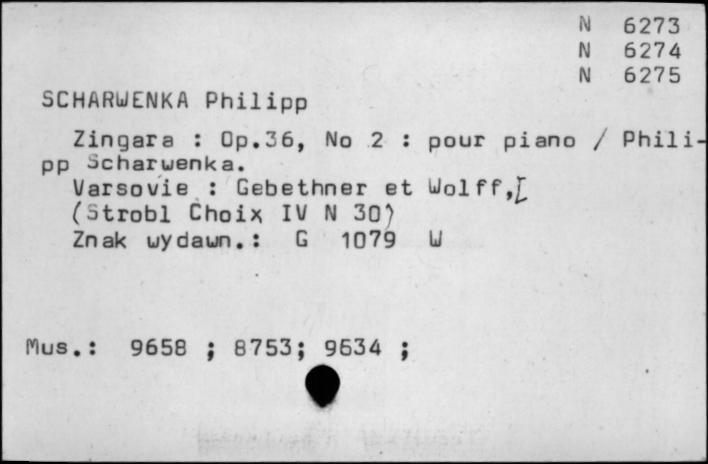 N 6273
N 6274
N 6275
SCHARWENKA Philipp
Zingara : Op.36, No 2 : pour piano / Phili-
pp Scharwenka.
Varsovie : Gebethner et Wolff,[
(Strobl Choix IV N 30)
Znak wydawn.: G 1079 W
Mus.: 9658 ; 8753; 9634 ;